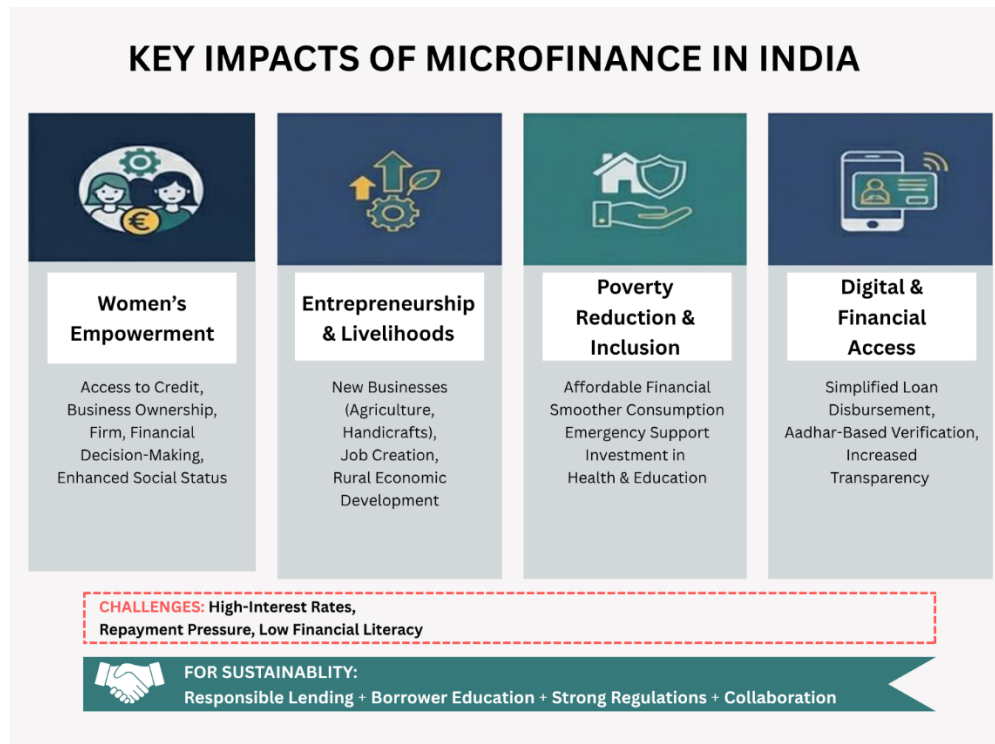 KEY IMPACTS OF MICROFINANCE IN INDIA
€
Women's
Empowerment
Access to Credit,
Business Ownership,
Firm, Financial
Decision-Making,
Enhanced Social Status
Entrepreneurship
& Livelihoods
New Businesses
(Agriculture,
Handicrafts),
Job Creation,
Rural Economic
Development
Poverty
Reduction &
Inclusion
Affordable Financial
Smoother Consumption
Emergency Support
Investment in
Health & Education
Digital &
Financial
Access
Simplified Loan
Disbursement,
Aadhar-Based Verification,
Increased
Transparency
CHALLENGES: High-Interest Rates,
Repayment Pressure, Low Financial Literacy
FOR SUSTAINABLITY:
Responsible Lending + Borrower Education + Strong Regulations + Collaboration